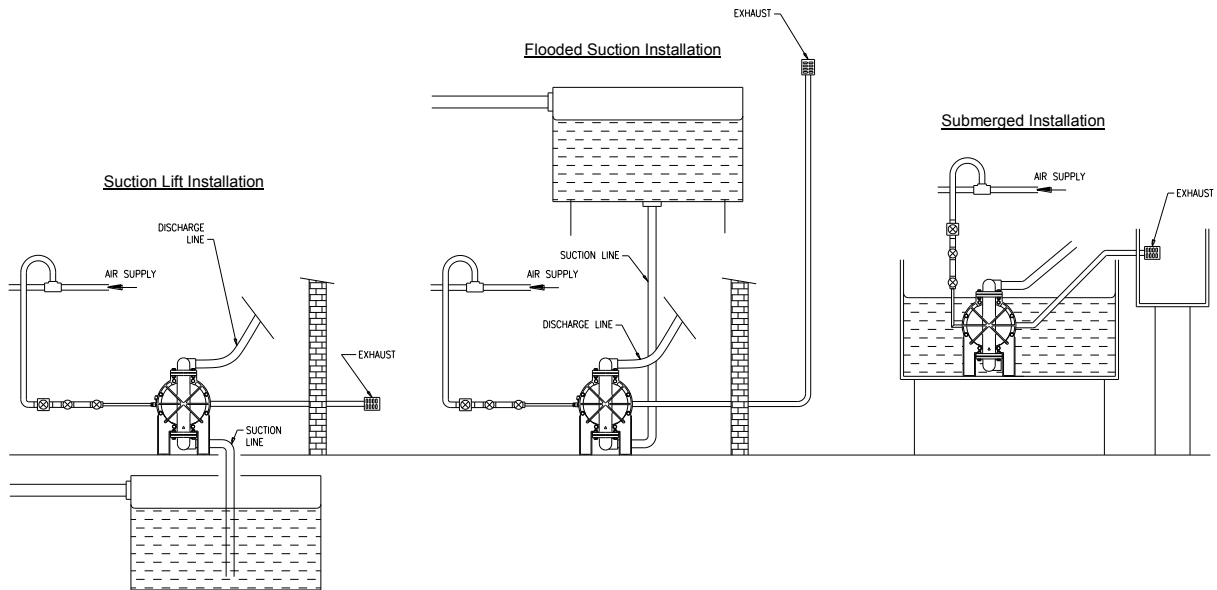 Suction Lift Installation
DISCHARGE
LINE
AIR SUPPLY
EXHAUST
SUCTION
LINE
Flooded Suction Installation
EXHAUST
SUCTION LINE
AIR SUPPLY
DISCHARGE LINE
Submerged Installation
AIR SUPPLY
EXHAUST